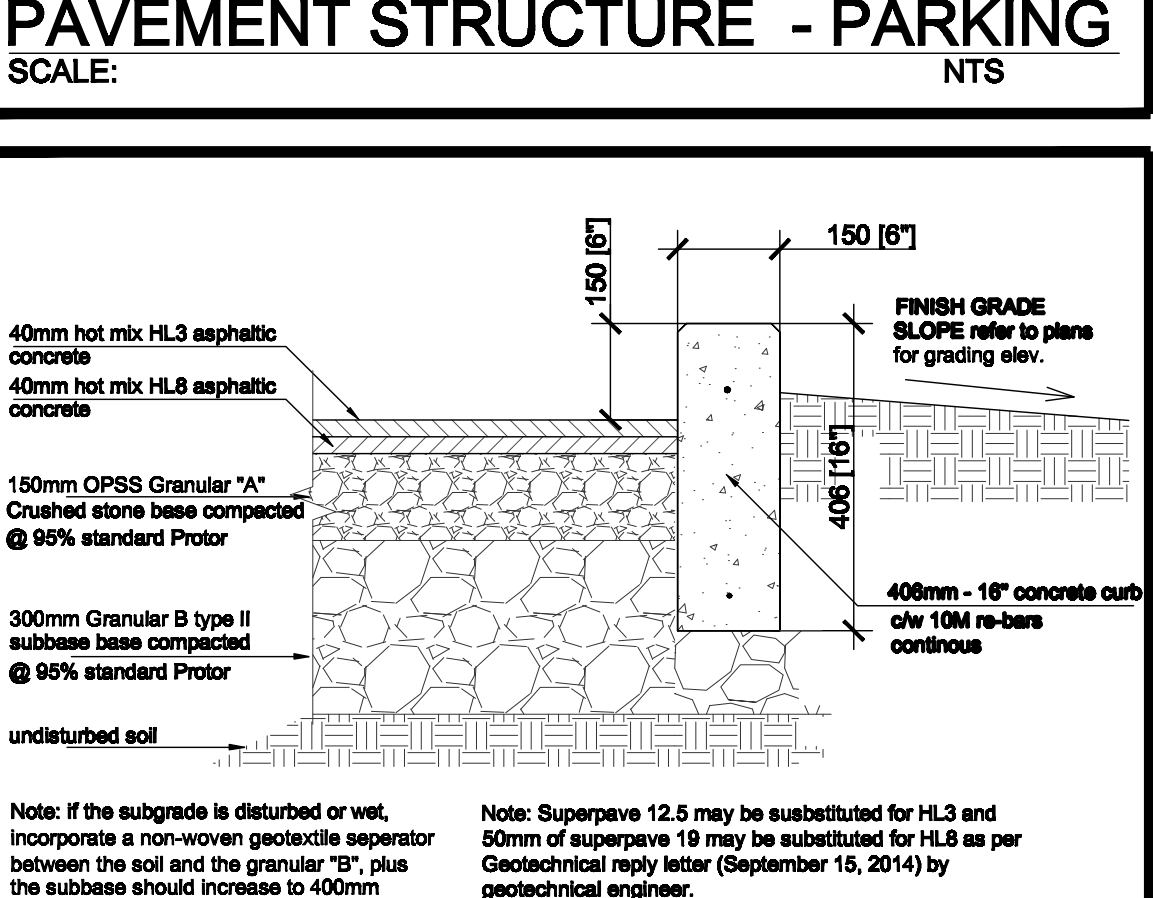 PAVEMENT STRUCTURE - PARKING
SCALE:
NTS
150 [6"]
150 [6"]
FINISH GRADE
SLOPE refer to plans
for grading elev.
40mm hot mix HL3 asphaltic
concrete
40mm hot mix HL8 asphaltic
concrete
406 [16"]
150mm OPSS Granular "A"
Crushed stone base compacted
@ 95% standard Protor
406mm - 16" concrete curb
c/w 10M re-bars
continous
300mm Granular B type II
subbase base compacted
@ 95% standard Protor
undisturbed soil
Note: if the subgrade is disturbed or wet,
incorporate a non-woven geotextile seperator
between the soil and the granular "B", plus
the subbase should increase to 400mm
Note: Superpave 12.5 may be susbstituted for HL3 and
50mm of superpave 19 may be substituted for HL8 as per
Geotechnical reply letter (September 15, 2014) by
geotechnical engineer.